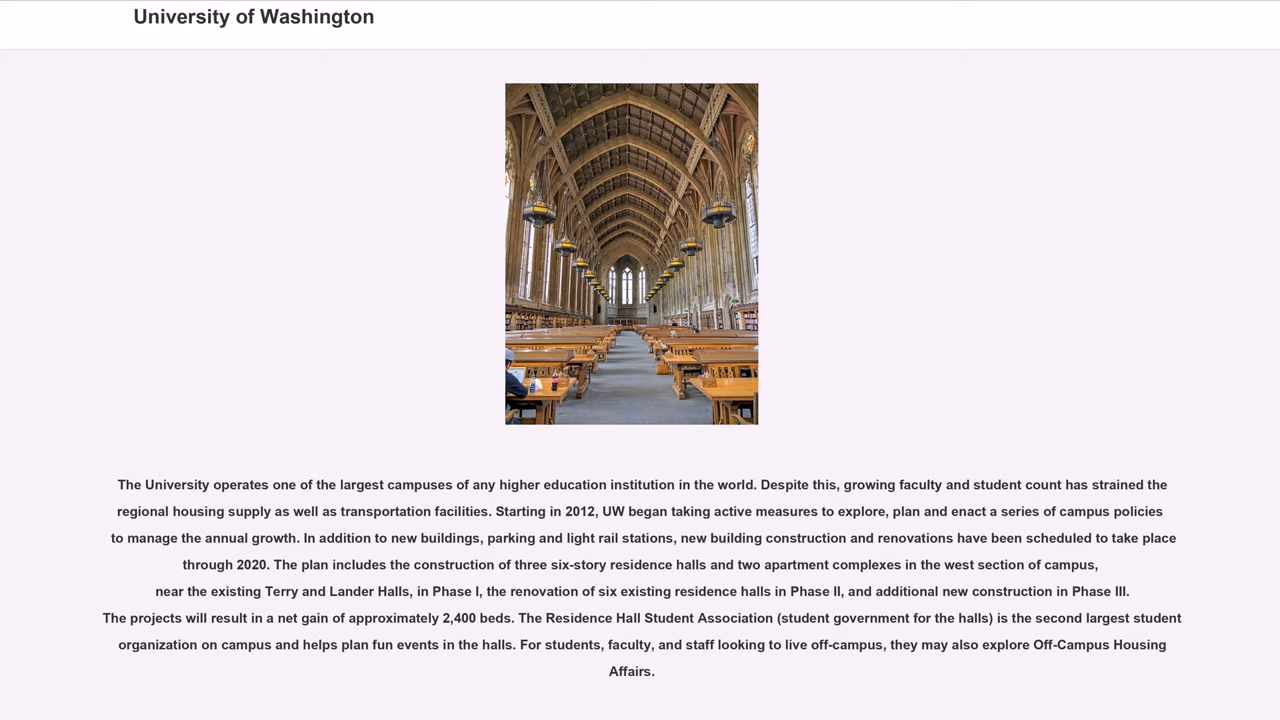 University of Washington
The University operates one of the largest campuses of any higher education institution in the world. Despite this, growing faculty and student count has strained the
regional housing supply as well as transportation facilities. Starting in 2012, UW began taking active measures to explore, plan and enact a series of campus policies
to manage the annual growth. In addition to new buildings, parking and light rail stations, new building construction and renovations have been scheduled to take place
through 2020. The plan includes the construction of three six-story residence halls and two apartment complexes in the west section of campus,
near the existing Terry and Lander Halls, in Phase I, the renovation of six existing residence halls in Phase II, and additional new construction in Phase III.
The projects will result in a net gain of approximately 2,400 beds. The Residence Hall Student Association (student government for the halls) is the second largest student
organization on campus and helps plan fun events in the halls. For students, faculty, and staff looking to live off-campus, they may also explore Off-Campus Housing
Affairs.